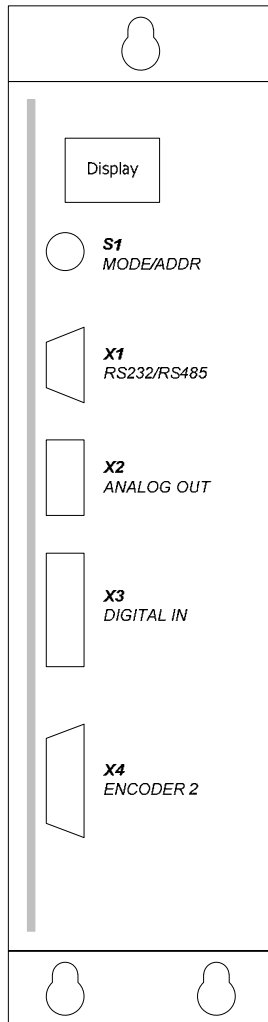 Display
S1
MODE/ADDR
X1
RS232/RS485
X2
ANALOG OUT
X3
DIGITAL IN
X4
ENCODER 2